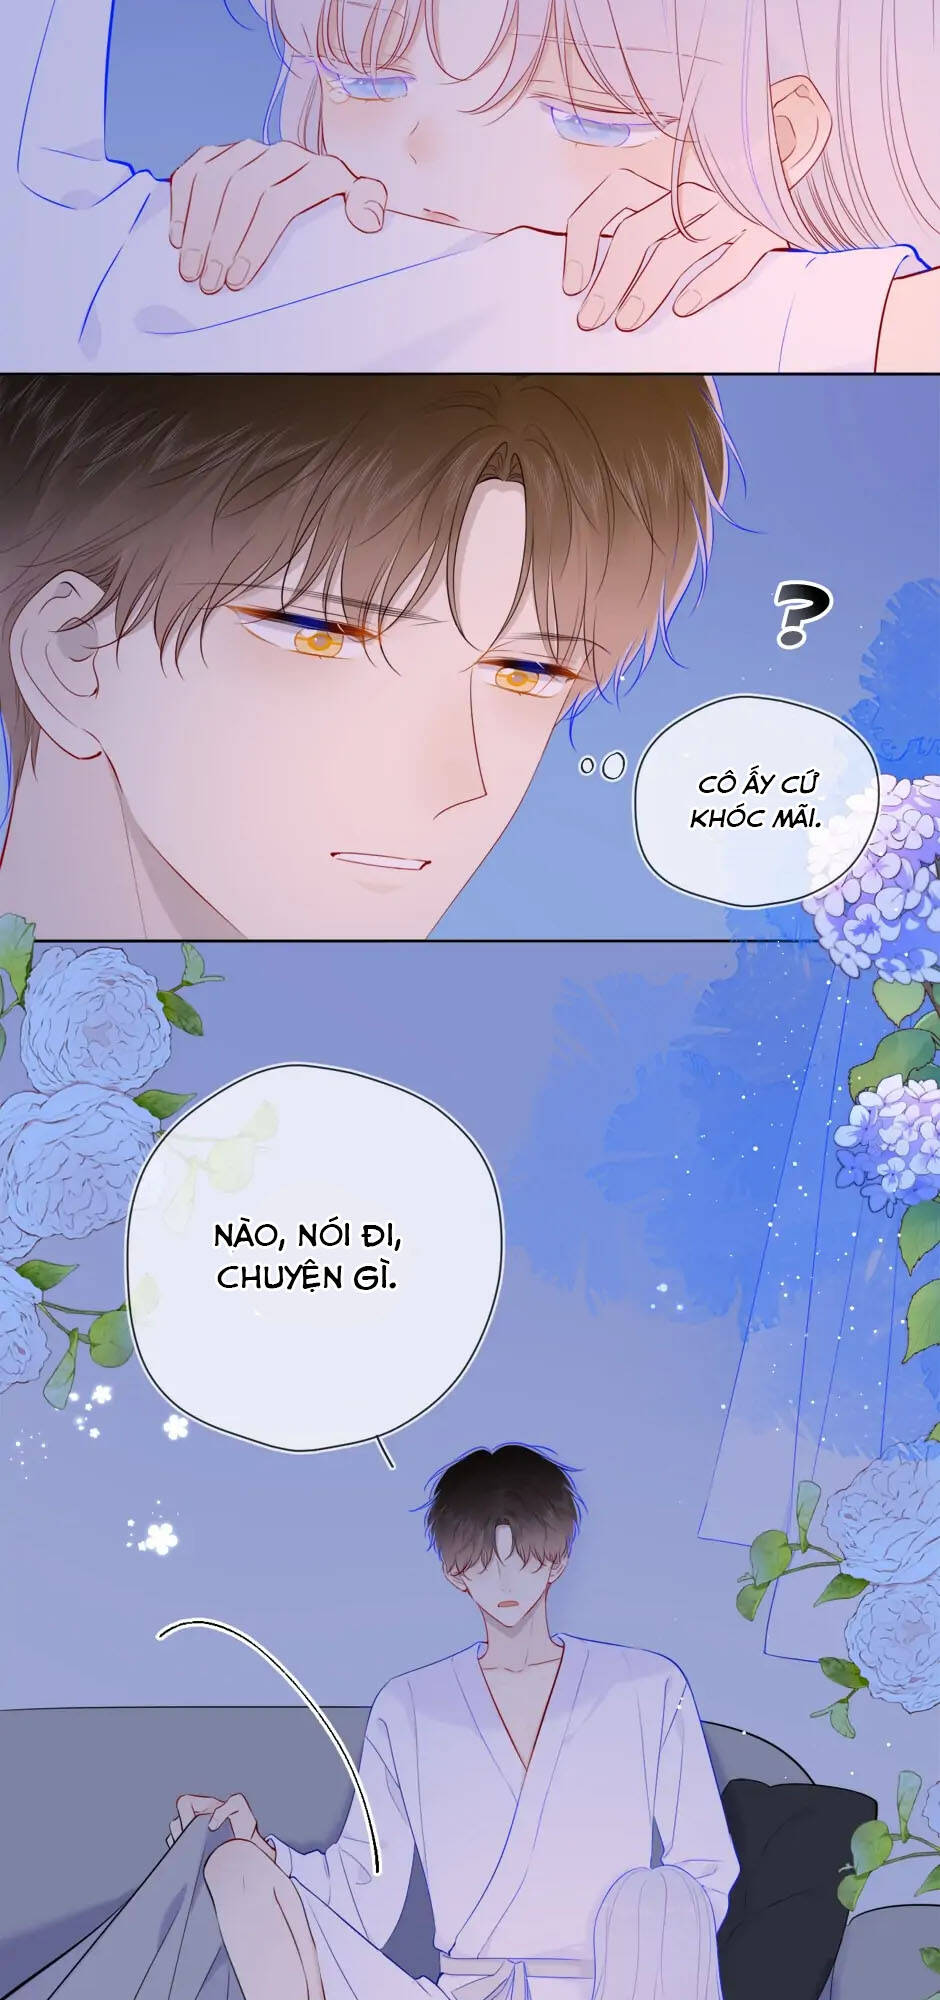 ?
CÔ ẤY CỨ
KHÓC MÃI.
NÀO, NÓI ĐI,
CHUYỆN GÌ.